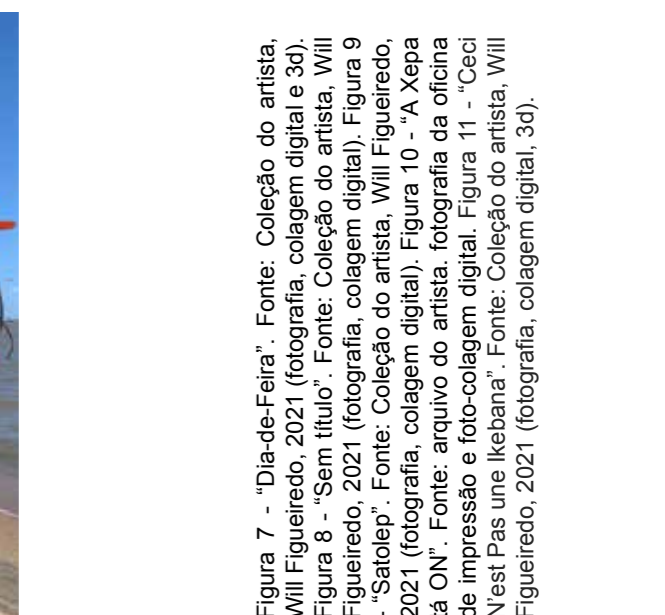 Figura 7 - “Dia-de-Feira”. Fonte: Coleção do artista,
Will Figueiredo, 2021 (fotografia, colagem digital e 3d).
Figura 8 - “Sem título”. Fonte: Coleção do artista, Will
Figueiredo, 2021 (fotografia, colagem digital). Figura 9
- “Satolep”. Fonte: Coleção do artista, Will Figueiredo,
2021 (fotografia, colagem digital). Figura 10 - “A Xepa
tá ON”. Fonte: arquivo do artista. fotografia da oficina
de impressão e foto-colagem digital. Figura 11 - “Ceci
N’est Pas une Ikebana”. Fonte: Coleção do artista, Will
Figueiredo, 2021 (fotografia, colagem digital, 3d).